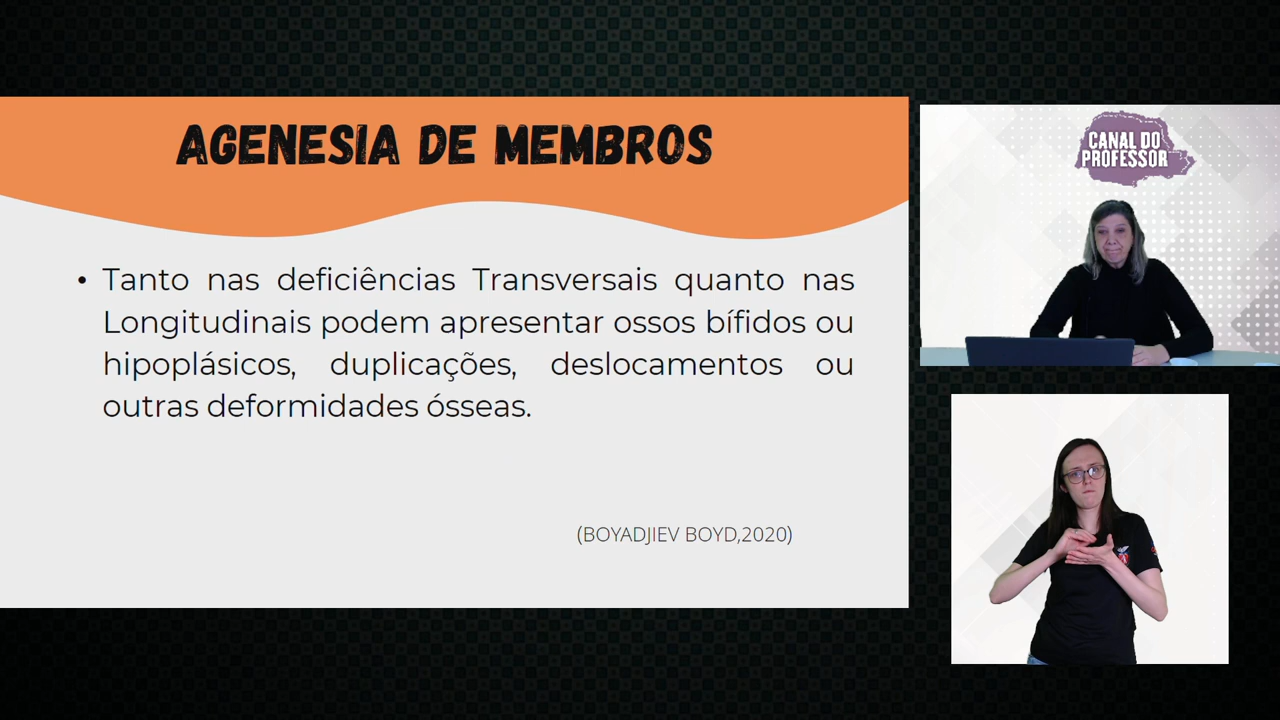 AGENESIA DE MEMBROS
• Tanto nas deficiências Transversais quanto nas
Longitudinais podem apresentar ossos bífidos ou
hipoplásicos, duplicações, deslocamentos ou
outras deformidades ósseas.
(BOYADJIEV BOYD,2020)
CANAL DO
PROFESSOR